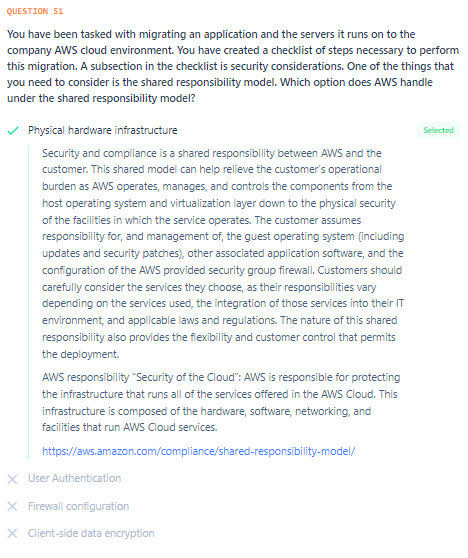 QUESTION 51
You have been tasked with migrating an application and the servers it runs on to the
company AWS cloud environment. You have created a checklist of steps necessary to perform
this migration. A subsection in the checklist is security considerations. One of the things that
you need to consider is the shared responsibility model. Which option does AWS handle
under the shared responsibility model?
Physical hardware infrastructure
Selected
Security and compliance is a shared responsibility between AWS and the
customer. This shared model can help relieve the customer's operational
burden as AWS operates, manages, and controls the components from the
host operating system and virtualization layer down to the physical security
of the facilities in which the service operates. The customer assumes
responsibility for, and management of, the guest operating system (including
updates and security patches), other associated application software, and the
configuration of the AWS provided security group firewall. Customers should
carefully consider the services they choose, as their responsibilities vary
depending on the services used, the integration of those services into their IT
environment, and applicable laws and regulations. The nature of this shared
responsibility also provides the flexibility and customer control that permits
the deployment.
AWS responsibility "Security of the Cloud": AWS is responsible for protecting
the infrastructure that runs all of the services offered in the AWS Cloud. This
infrastructure is composed of the hardware, software, networking, and
facilities that run AWS Cloud services.
https://aws.amazon.com/compliance/shared-responsibility-model/
User Authentication
Firewall configuration
Client-side data encryption